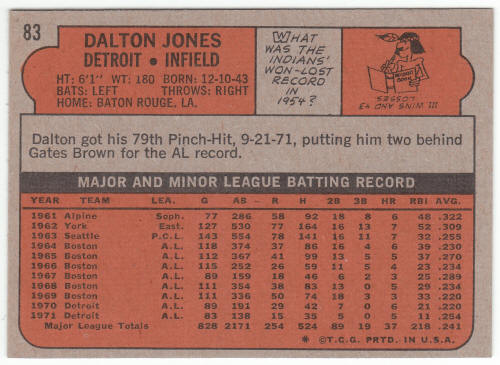 83
DALTON JONES
DETROIT • INFIELD
HT: 6'1" WT: 180 BORN: 12-10-43
BATS: LEFT THROWS: RIGHT
HOME: BATON ROUGE, LA.
WHAT
WAS THE
INDIANS'
WON-LOST
RECORD
IN
1954?
111 WINS AND 43
LOSSES
Dalton got his 79th Pinch-Hit, 9-21-71, putting him two behind
Gates Brown for the AL record.
MAJOR AND MINOR LEAGUE BATTING RECORD
YEAR TEAM LEA. G AB R H 2B 3B HR RBI AVG.
1961 Alpine Soph. 77 286 58 92 18 8 6 48 .322
1962 York East. 127 530 77 164 16 13 7 52 .309
1963 Seattle P.C.L. 143 554 78 141 16 11 7 32 .255
1964 Boston A.L. 118 374 37 86 16 4 6 39 .230
1965 Boston A.L. 112 367 41 99 13 5 5 37 .270
1966 Boston A.L. 115 252 26 59 11 5 4 23 .234
1967 Boston A.L. 89 159 18 46 6 2 3 25 .289
1968 Boston A.L. 111 354 38 83 13 0 5 29 .234
1969 Boston A.L. 111 336 50 74 18 3 3 33 .220
1970 Detroit A.L. 89 191 29 42 7 0 6 21 .220
1971 Detroit A.L. 83 138 15 35 5 0 5 11 .254
Major League Totals 828 2171 254 524 89 19 37 218 .241
* © T.C.G. PRTD. IN U.S.A.